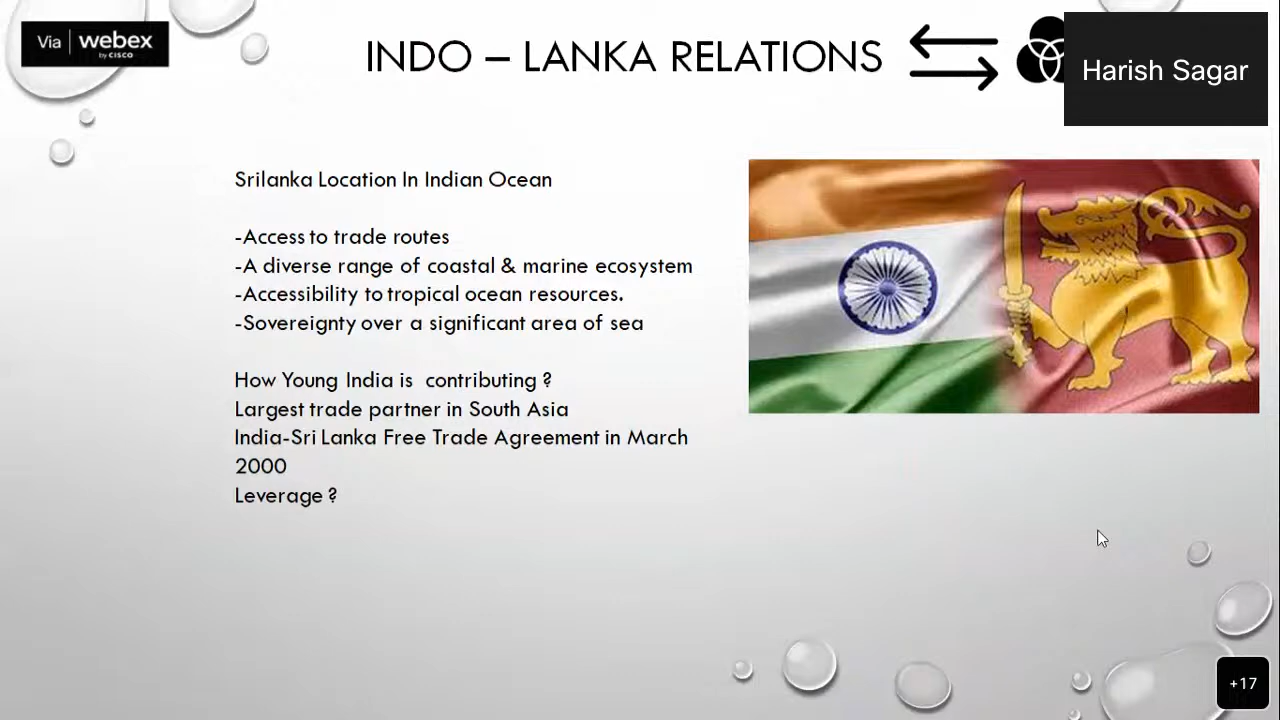 Via webex
by CISCO
INDO – LANKA RELATIONS
Harish Sagar
Srilanka Location In Indian Ocean
-Access to trade routes
-A diverse range of coastal & marine ecosystem
-Accessibility to tropical ocean resources.
-Sovereignty over a significant area of sea
How Young India is  contributing ?
Largest trade partner in South Asia
India-Sri Lanka Free Trade Agreement in March
2000
Leverage ?
+17